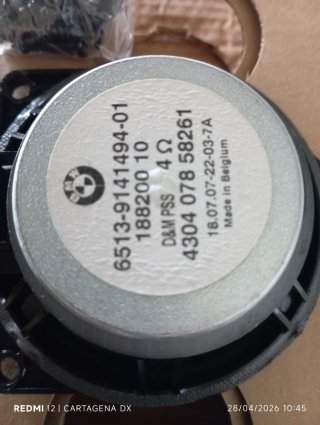 BMW
6513-9141494-01
188200 10
D&M PSS 4 Ω
4304 078 58261
18.07.07-22-03-7A
Made in Belgium
REDMI 12 | CARTAGENA DX
28/04/2026 10:45